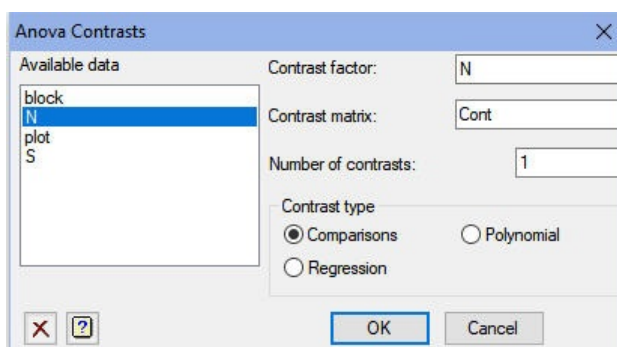 Anova Contrasts
Available data
block
N
plot
S
Contrast factor: N
Contrast matrix: Cont
Number of contrasts: 1
Contrast type
Comparisons Polynomial
Regression
? OK Cancel